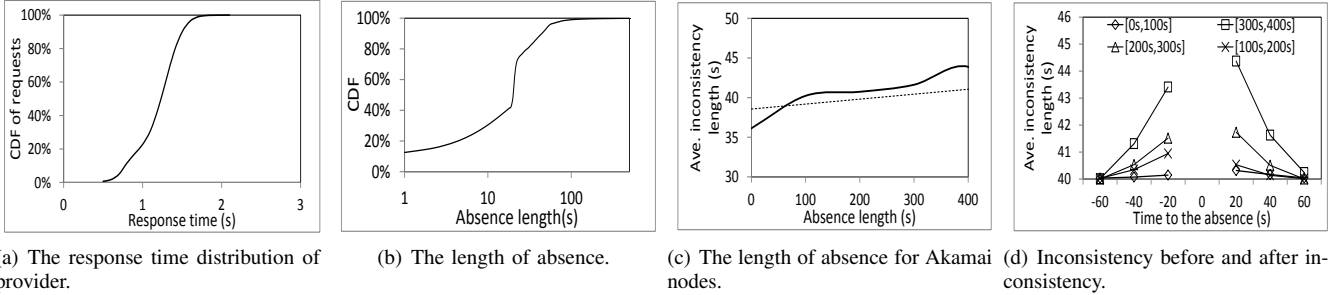 100%
80%
60%
40%
20%
0%
CDF of requests
0 1 2 3
Response time (s)
100%
80%
60%
40%
20%
0%
CDF
1 10 100
Absence length(s)
50
45
40
35
30
Ave. inconsistency
length (s)
0 100 200 300 400
Absence length (s)
46
45
44
43
42
41
40
Ave. inconsistency
length (s)
[0s,100s] [300s,400s]
[200s,300s] [100s,200s]
-60 -40 -20 0 20 40 60
Time to the absence (s)
(a) The response time distribution of
provider.
(b) The length of absence.
(c) The length of absence for Akamai
nodes.
(d) Inconsistency before and after in-
consistency.